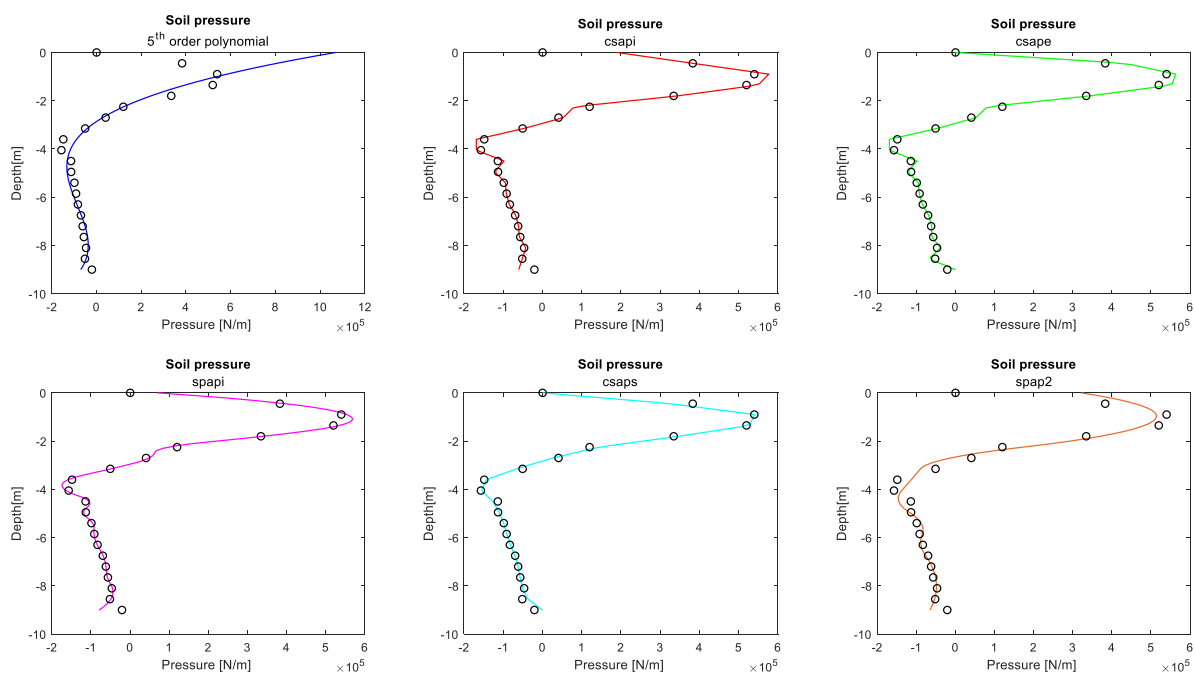 Soil pressure
5th order polynomial
0
-2
-4
-6
-8
-10
Depth[m]
-2 0 2 4 6 8 10 12
Pressure [N/m]
×10^5
Soil pressure
csapi
0
-2
-4
-6
-8
-10
Depth[m]
-2 -1 0 1 2 3 4 5 6
Pressure [N/m]
×10^5
Soil pressure
csape
0
-2
-4
-6
-8
-10
Depth[m]
-2 -1 0 1 2 3 4 5 6
Pressure [N/m]
×10^5
Soil pressure
spapi
0
-2
-4
-6
-8
-10
Depth[m]
-2 -1 0 1 2 3 4 5 6
Pressure [N/m]
×10^5
Soil pressure
csaps
0
-2
-4
-6
-8
-10
Depth[m]
-2 -1 0 1 2 3 4 5 6
Pressure [N/m]
×10^5
Soil pressure
spap2
0
-2
-4
-6
-8
-10
Depth[m]
-2 -1 0 1 2 3 4 5 6
Pressure [N/m]
×10^5